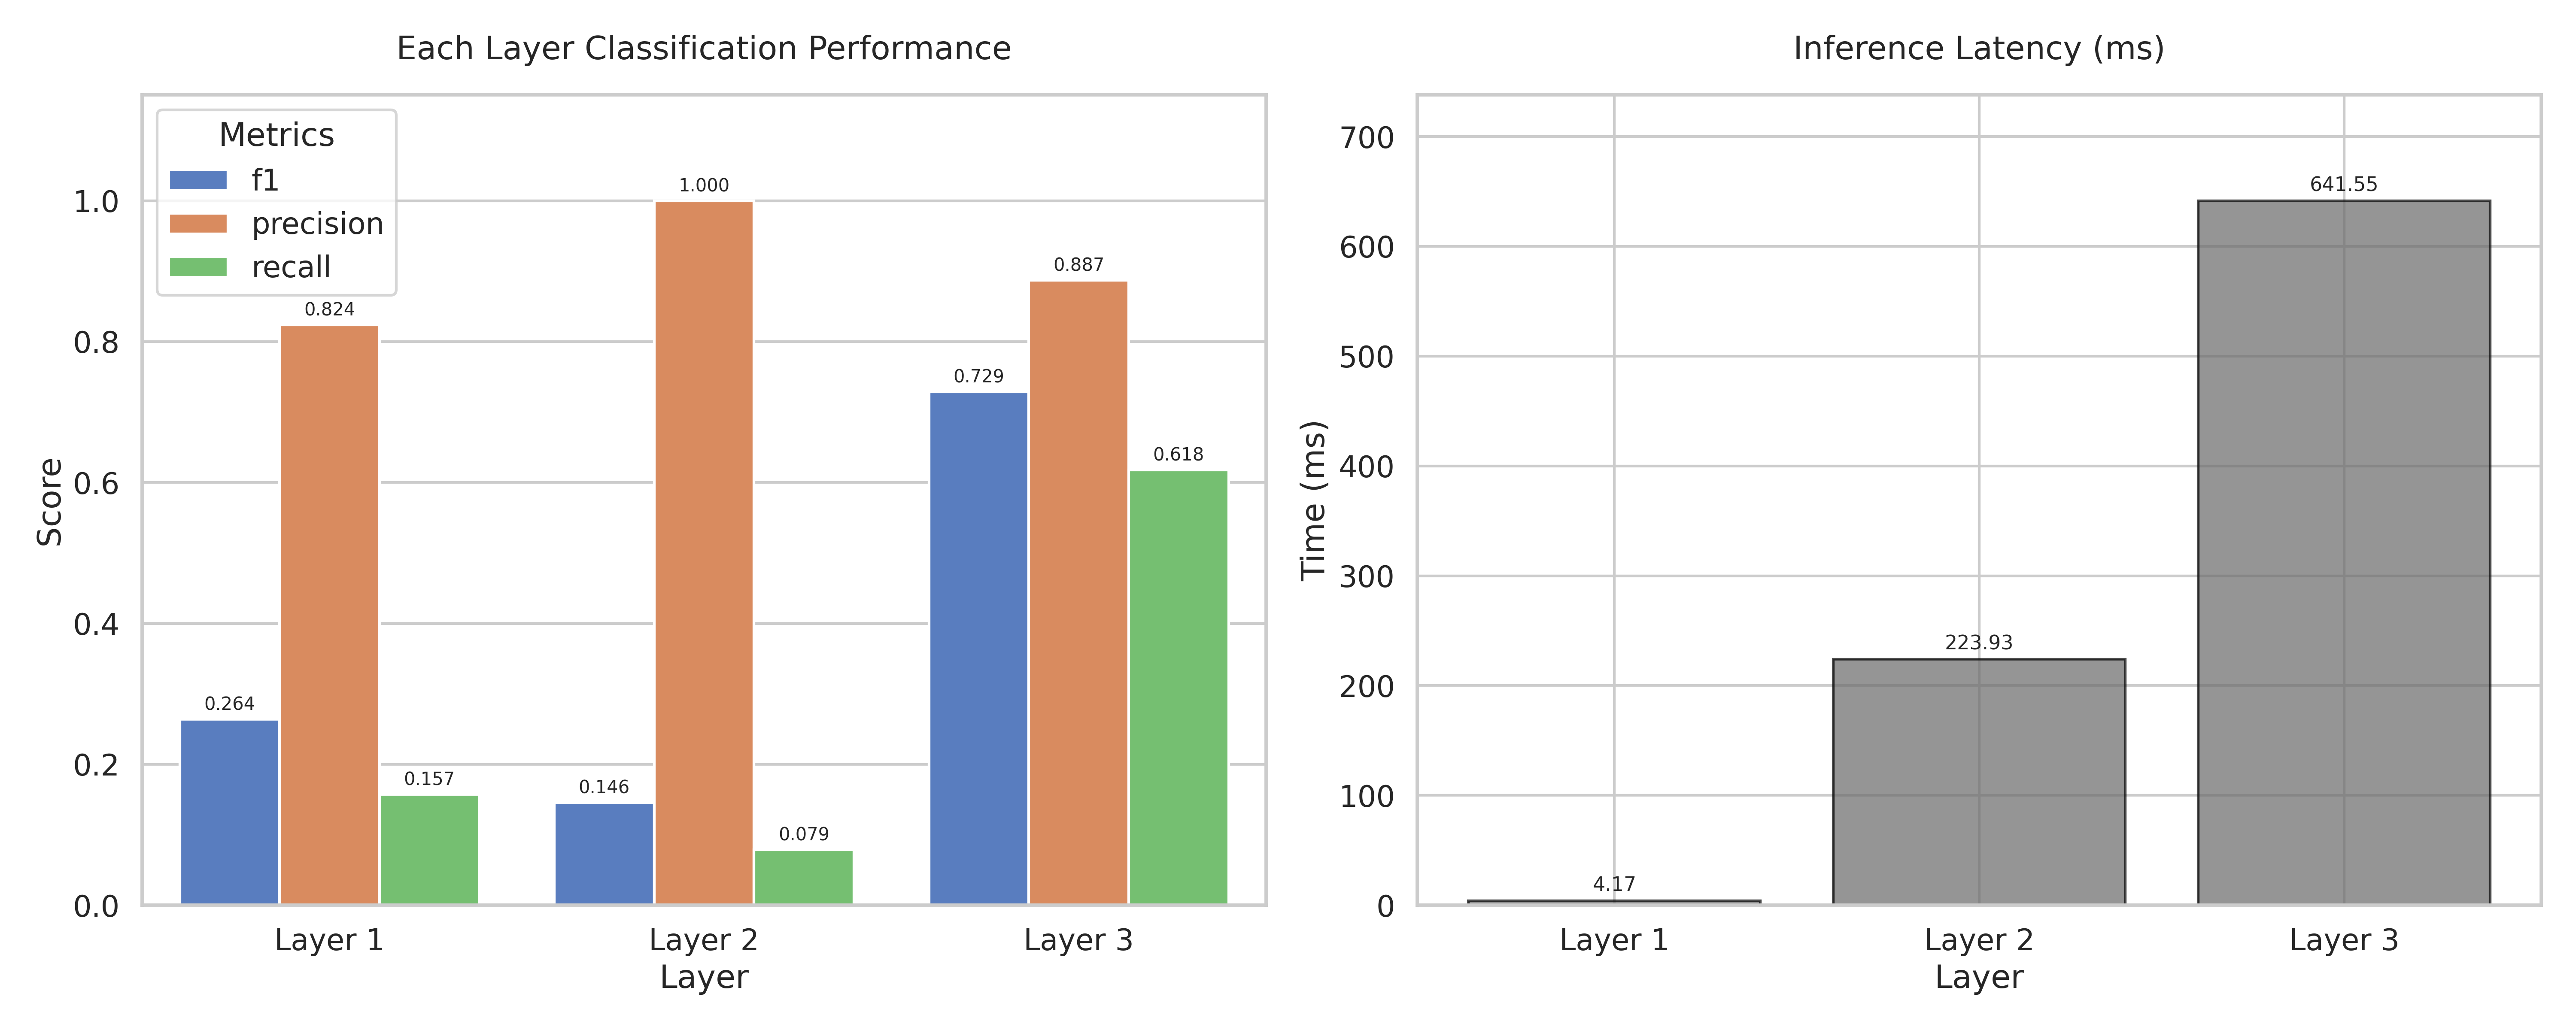 Each Layer Classification Performance
Metrics
f1
precision
recall
Score
1.0
0.8
0.6
0.4
0.2
0.0
0.264
0.824
0.157
0.146
1.000
0.079
0.729
0.887
0.618
Layer 1
Layer 2
Layer 3
Layer
Inference Latency (ms)
Time (ms)
700
600
500
400
300
200
100
0
4.17
223.93
641.55
Layer 1
Layer 2
Layer 3
Layer